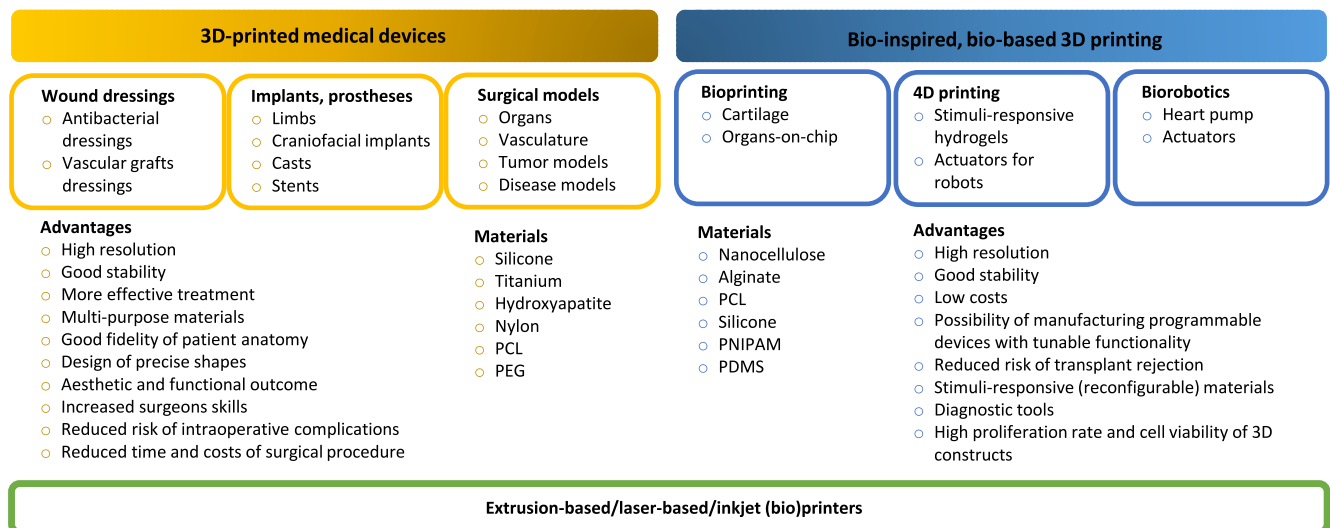 3D-printed medical devices
Wound dressings
Antibacterial
dressings
Vascular grafts
dressings
Implants, prostheses
Limbs
Craniofacial implants
Casts
Stents
Surgical models
Organs
Vasculature
Tumor models
Disease models
Advantages
High resolution
Good stability
More effective treatment
Multi-purpose materials
Good fidelity of patient anatomy
Design of precise shapes
Aesthetic and functional outcome
Increased surgeons skills
Reduced risk of intraoperative complications
Reduced time and costs of surgical procedure
Materials
Silicone
Titanium
Hydroxyapatite
Nylon
PCL
PEG
Bio-inspired, bio-based 3D printing
Bioprinting
Cartilage
Organs-on-chip
4D printing
Stimuli-responsive
hydrogels
Actuators for
robots
Biorobotics
Heart pump
Actuators
Materials
Nanocellulose
Alginate
PCL
Silicone
PNIPAM
PDMS
Advantages
High resolution
Good stability
Low costs
Possibility of manufacturing programmable
devices with tunable functionality
Reduced risk of transplant rejection
Stimuli-responsive (reconfigurable) materials
Diagnostic tools
High proliferation rate and cell viability of 3D
constructs
Extrusion-based/laser-based/inkjet (bio)printers